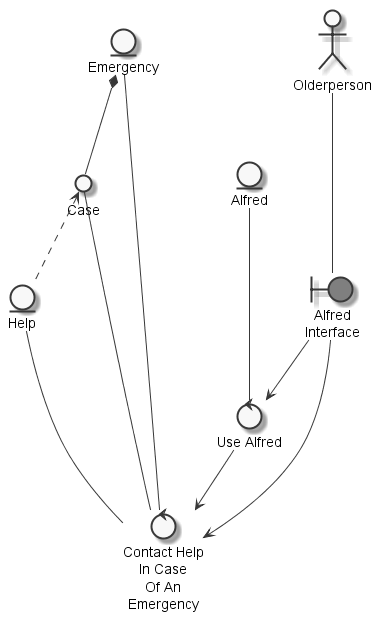 Emergency
Olderperson
Case
Alfred
Help
Alfred
Interface
Use Alfred
Contact Help
In Case
Of An
Emergency